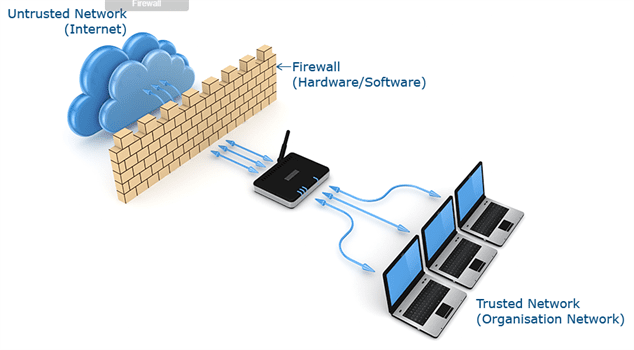 Firewall
Untrusted Network
(Internet)
Firewall
(Hardware/Software)
Trusted Network
(Organisation Network)